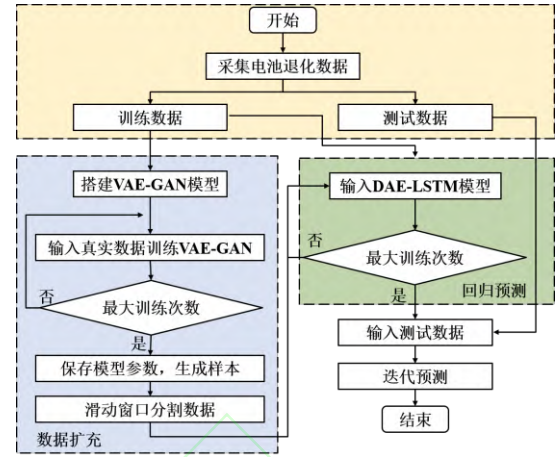 开始
采集电池退化数据
训练数据
测试数据
搭建VAE-GAN模型
输入真实数据训练VAE-GAN
否
最大训练次数
是
保存模型参数，生成样本
滑动窗口分割数据
数据扩充
输入DAE-LSTM模型
否
最大训练次数
是
回归预测
输入测试数据
迭代预测
结束